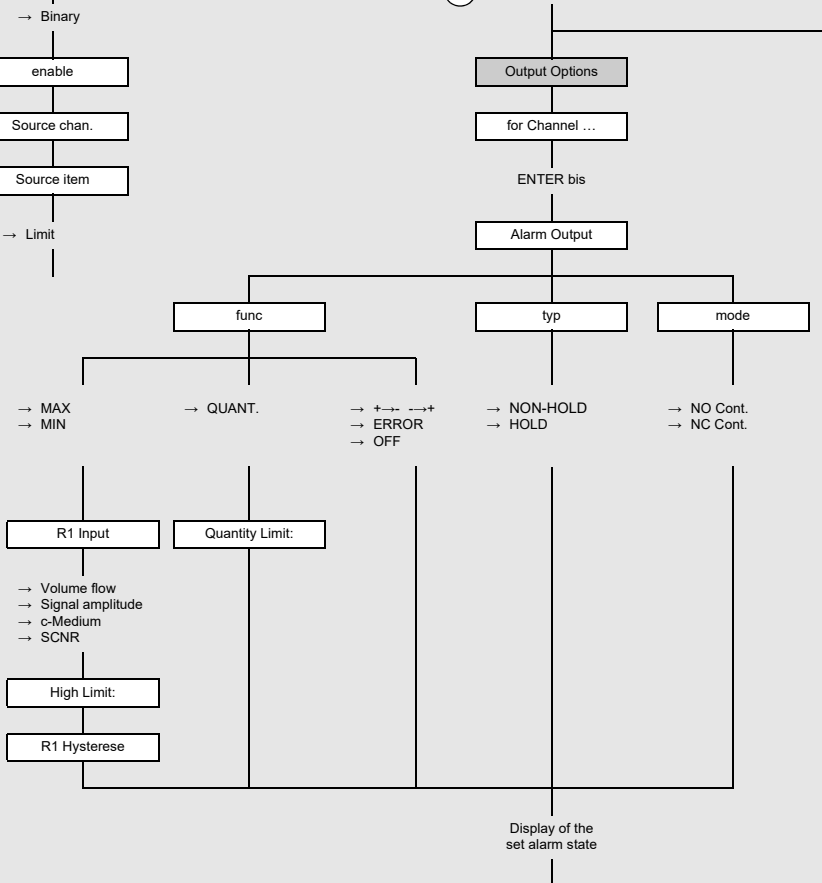 → Binary
enable
Source chan.
Source item
→ Limit
Output Options
for Channel ...
ENTER bis
Alarm Output
func
typ
mode
→ MAX
→ MIN
→ QUANT.
→ +→- -→+
→ ERROR
→ OFF
→ NON-HOLD
→ HOLD
→ NO Cont.
→ NC Cont.
R1 Input
Quantity Limit:
→ Volume flow
→ Signal amplitude
→ c-Medium
→ SCNR
High Limit:
R1 Hysterese
Display of the
set alarm state